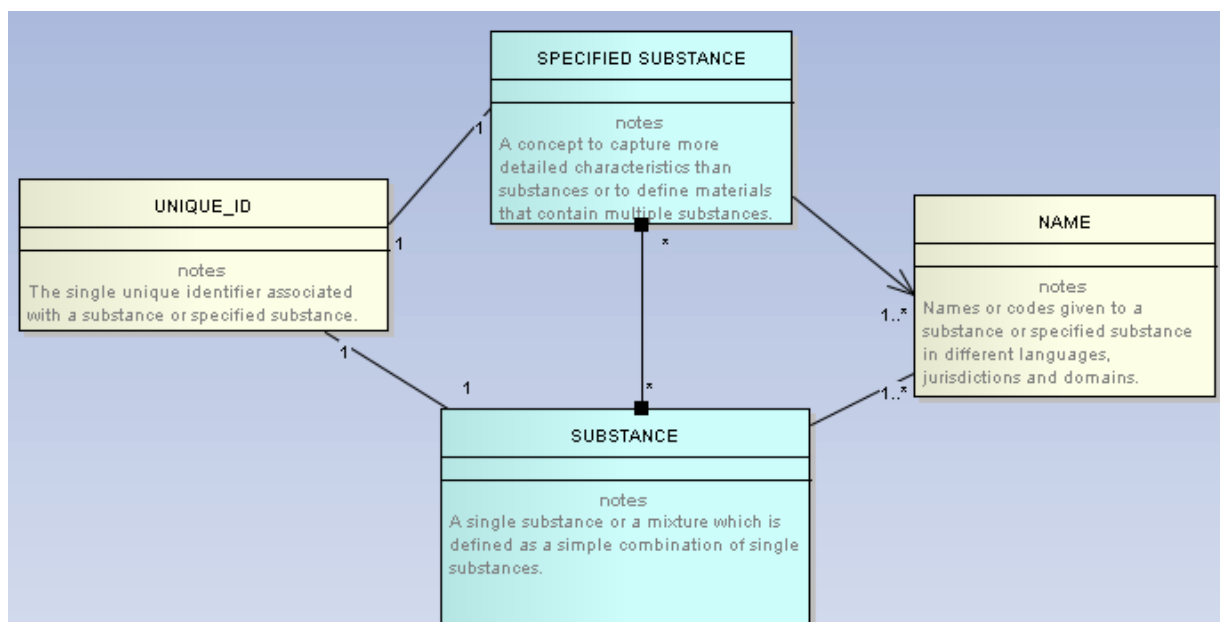 SPECIFIED SUBSTANCE
notes
A concept to capture more
detailed characteristics than
substances or to define materials
that contain multiple substances.
1
UNIQUE_ID
notes
The single unique identifier associated
with a substance or specified substance.
1
1
1
*
*
NAME
notes
Names or codes given to a
substance or specified substance
in different languages,
jurisdictions and domains.
1..*
1..*
SUBSTANCE
notes
A single substance or a mixture which is
defined as a simple combination of single
substances.